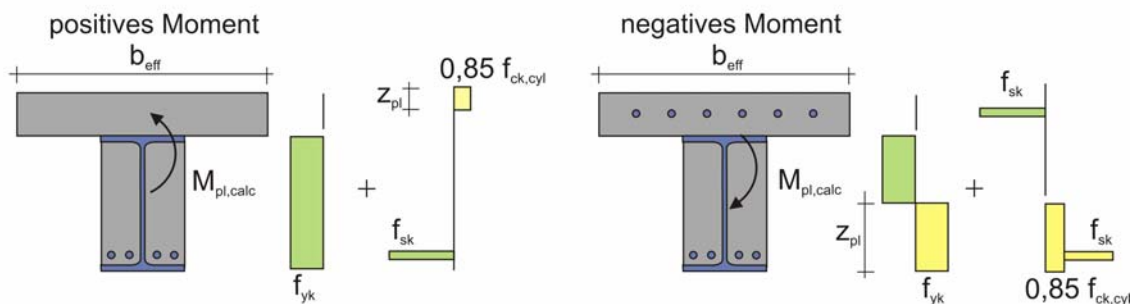 positives Moment
b_eff
M_pl,calc
f_yk
+
f_sk
z_pl
0,85 f_ck,cyl
negatives Moment
b_eff
M_pl,calc
z_pl
f_yk
+
f_sk
f_sk
0,85 f_ck,cyl